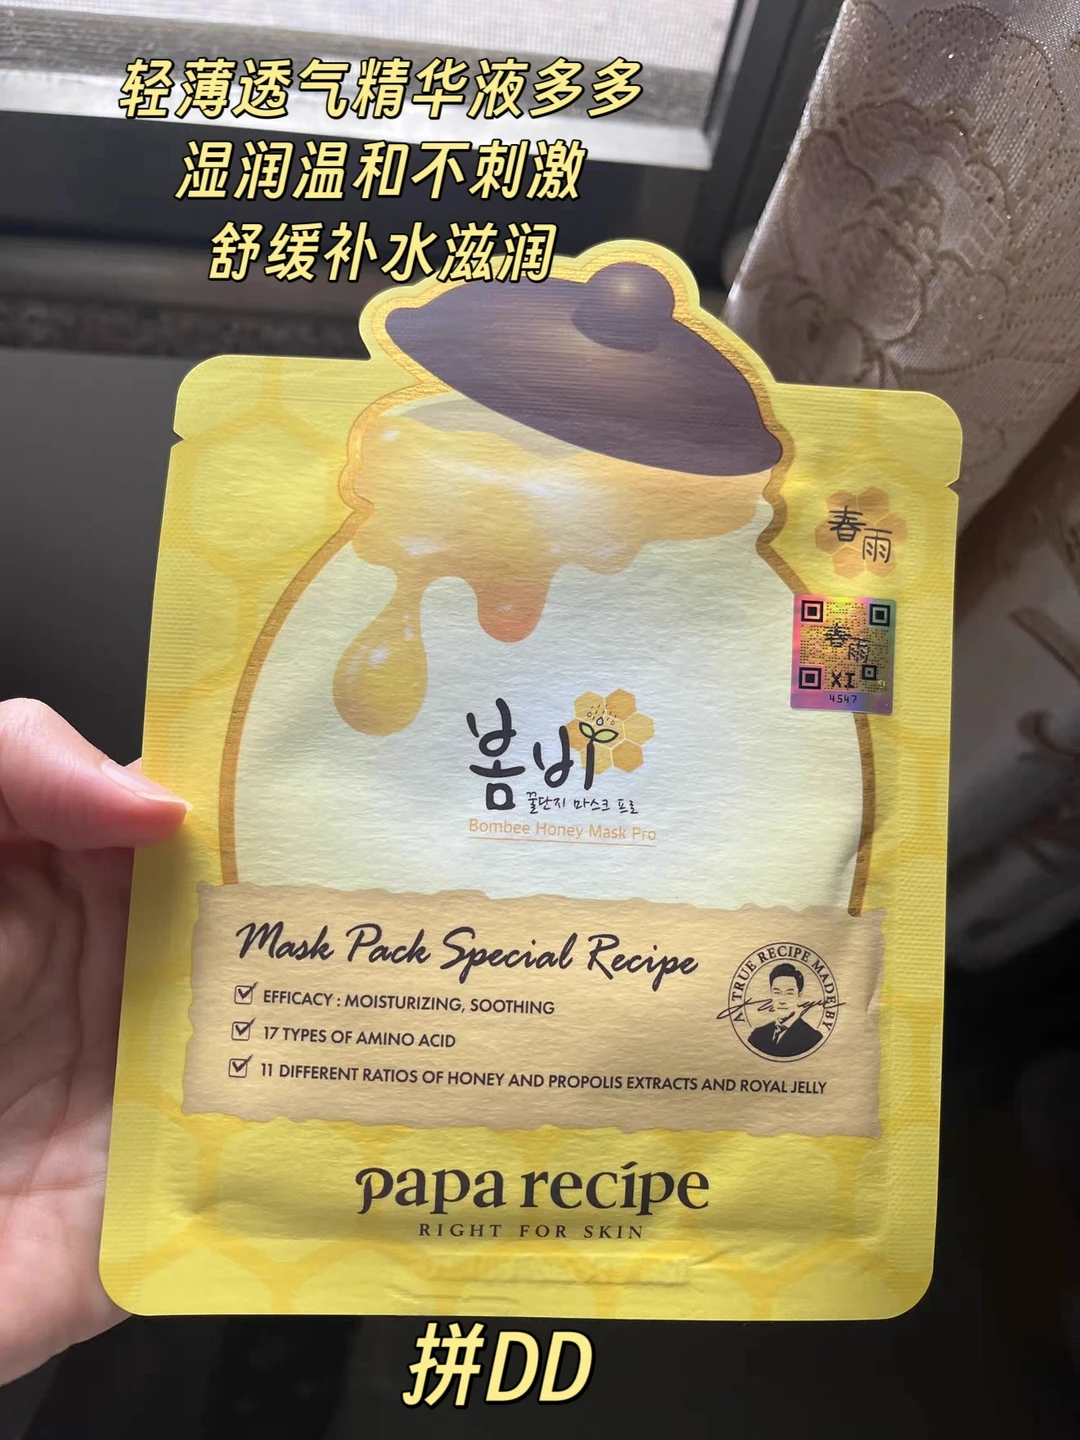 轻薄透气精华液多多
湿润温和不刺激
舒缓补水滋润
春雨
春雨
XI
4547
봄비
꿀단지 마스크 프로
Bombee Honey Mask Pro
Mask Pack Special Recipe
EFFICACY : MOISTURIZING, SOOTHING
17 TYPES OF AMINO ACID
11 DIFFERENT RATIOS OF HONEY AND PROPOLIS EXTRACTS AND ROYAL JELLY
A TRUE RECIPE MADE BY
papa recipe
RIGHT FOR SKIN
拼DD